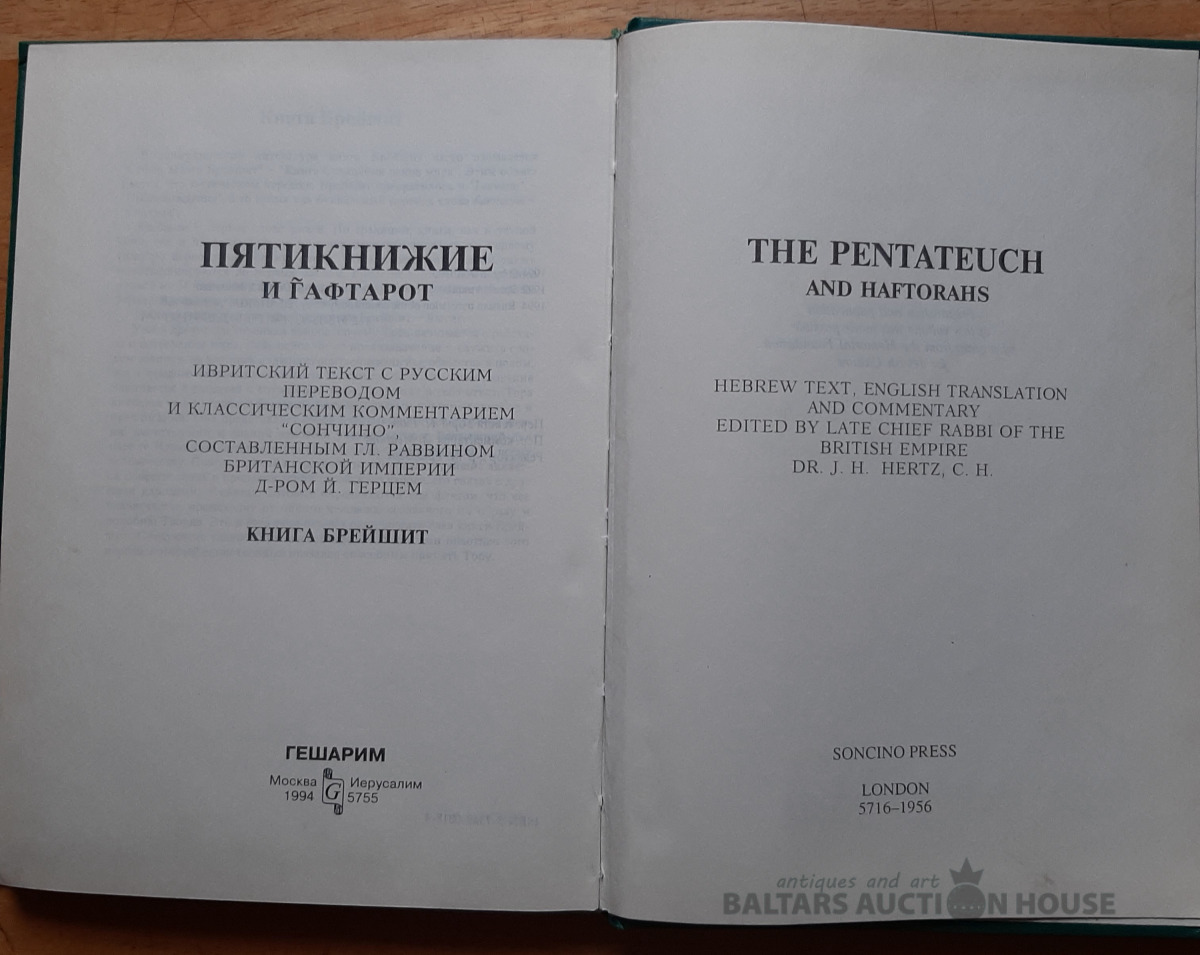 ПЯТИКНИЖИЕ
И Г̃АФТАРОТ
ИВРИТСКИЙ ТЕКСТ С РУССКИМ
ПЕРЕВОДОМ
И КЛАССИЧЕСКИМ КОММЕНТАРИЕМ
"СОНЧИНО",
СОСТАВЛЕННЫМ ГЛ. РАВВИНОМ
БРИТАНСКОЙ ИМПЕРИИ
Д-РОМ Й. ГЕРЦЕМ
КНИГА БРЕЙШИТ
ГЕШАРИМ
Москва G Иерусалим
1994 5755
THE PENTATEUCH
AND HAFTORAHS
HEBREW TEXT, ENGLISH TRANSLATION
AND COMMENTARY
EDITED BY LATE CHIEF RABBI OF THE
BRITISH EMPIRE
DR. J. H. HERTZ, C. H.
SONCINO PRESS
LONDON
5716–1956
antiques and art
BALTARS AUCTION HOUSE